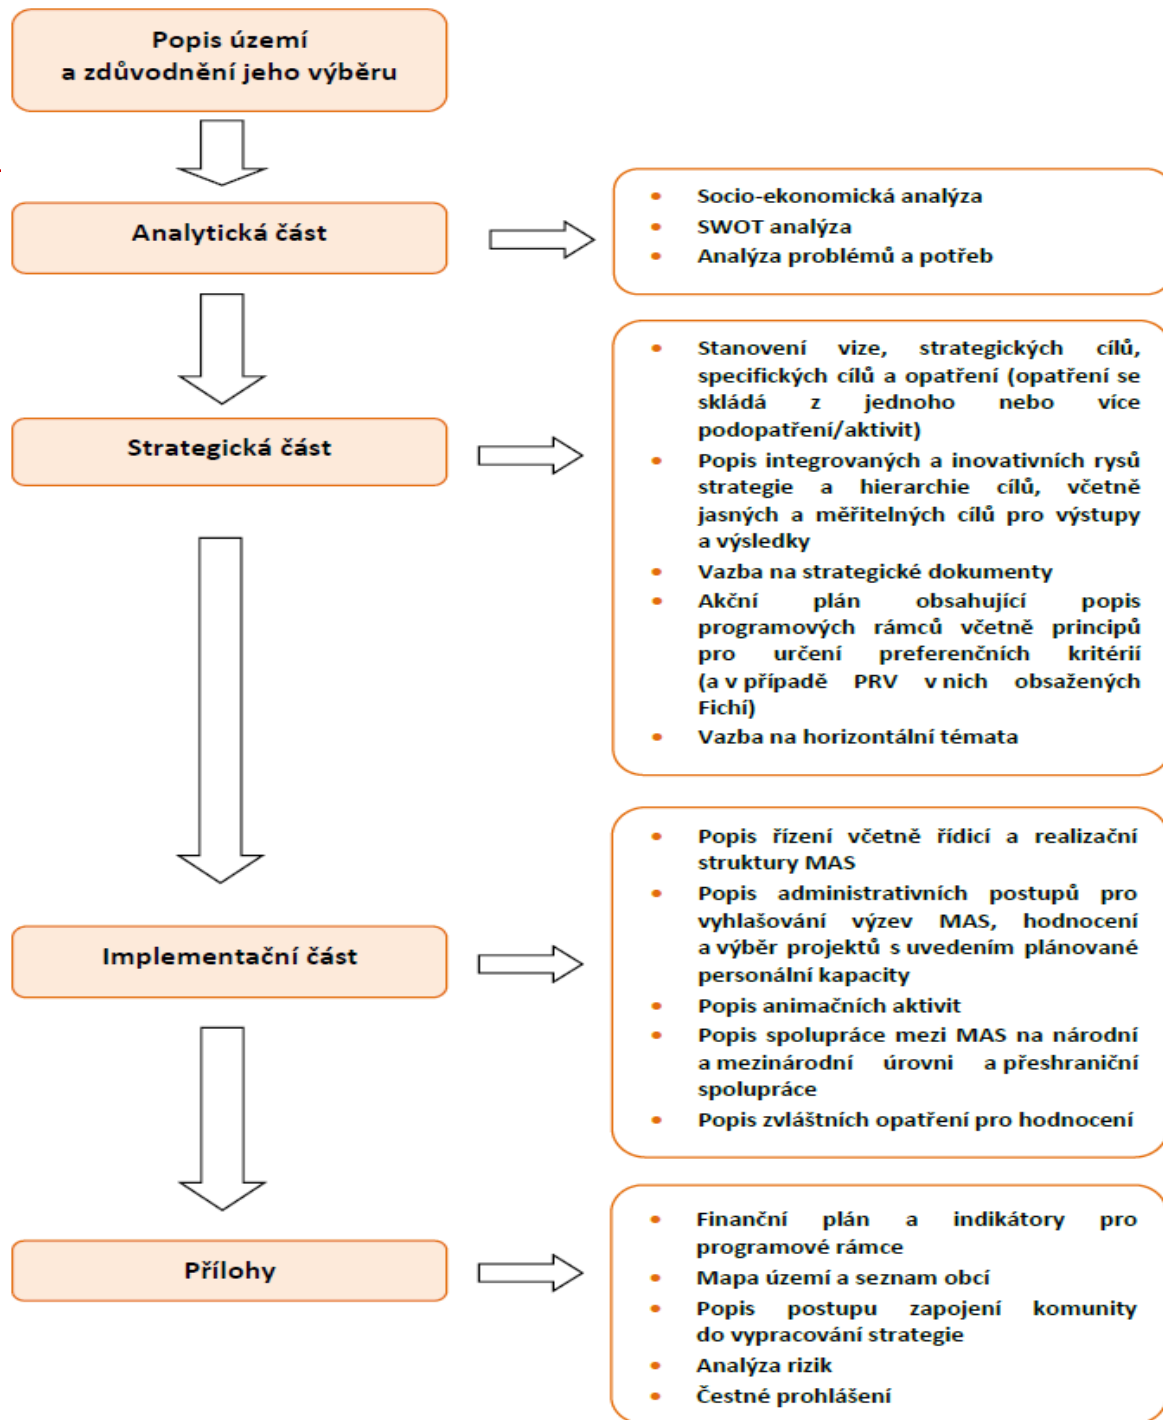 Popis území
a zdůvodnění jeho výběru
Analytická část
• Socio-ekonomická analýza
• SWOT analýza
• Analýza problémů a potřeb
Strategická část
• Stanovení vize, strategických cílů,
specifických cílů a opatření (opatření se
skládá z jednoho nebo více
podopatření/aktivit)
• Popis integrovaných a inovativních rysů
strategie a hierarchie cílů, včetně
jasných a měřitelných cílů pro výstupy
a výsledky
• Vazba na strategické dokumenty
• Akční plán obsahující popis
programových rámců včetně principů
pro určení preferenčních kritérií
(a v případě PRV v nich obsažených
Fichí)
• Vazba na horizontální témata
Implementační část
• Popis řízení včetně řídicí a realizační
struktury MAS
• Popis administrativních postupů pro
vyhlašování výzev MAS, hodnocení
a výběr projektů s uvedením plánované
personální kapacity
• Popis animačních aktivit
• Popis spolupráce mezi MAS na národní
a mezinárodní úrovni a přeshraniční
spolupráce
• Popis zvláštních opatření pro hodnocení
Přílohy
• Finanční plán a indikátory pro
programové rámce
• Mapa území a seznam obcí
• Popis postupu zapojení komunity
do vypracování strategie
• Analýza rizik
• Čestné prohlášení